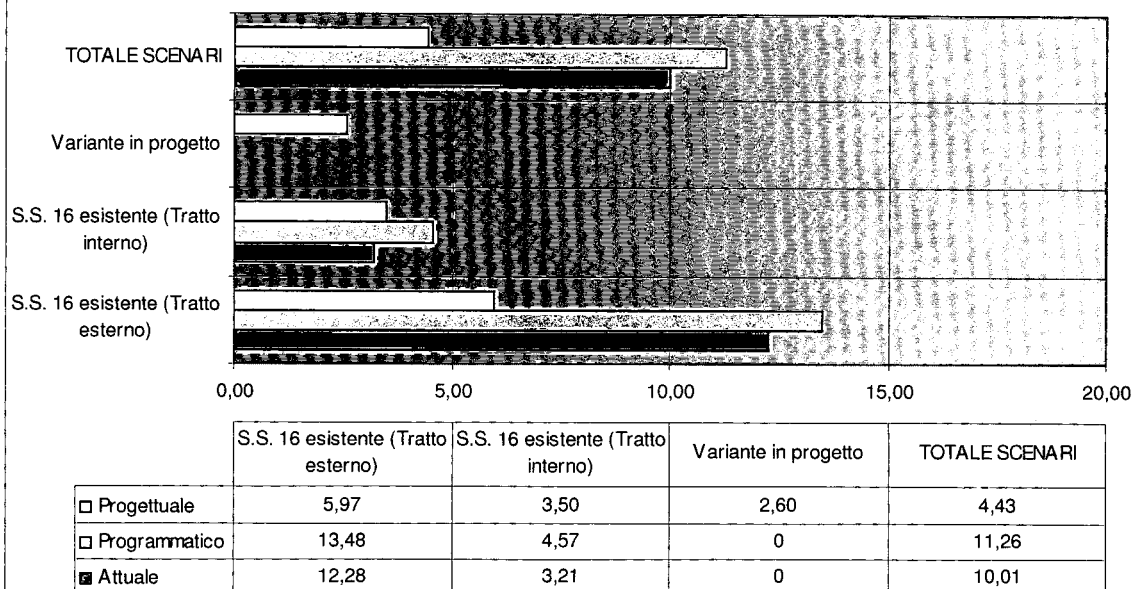 TOTALE SCENARI
Variante in progetto
S.S. 16 esistente (Tratto
interno)
S.S. 16 esistente (Tratto
esterno)
0,00 5,00 10,00 15,00 20,00
S.S. 16 esistente (Tratto esterno) S.S. 16 esistente (Tratto interno) Variante in progetto TOTALE SCENARI
Progettuale 5,97 3,50 2,60 4,43
Programmatico 13,48 4,57 0 11,26
Attuale 12,28 3,21 0 10,01